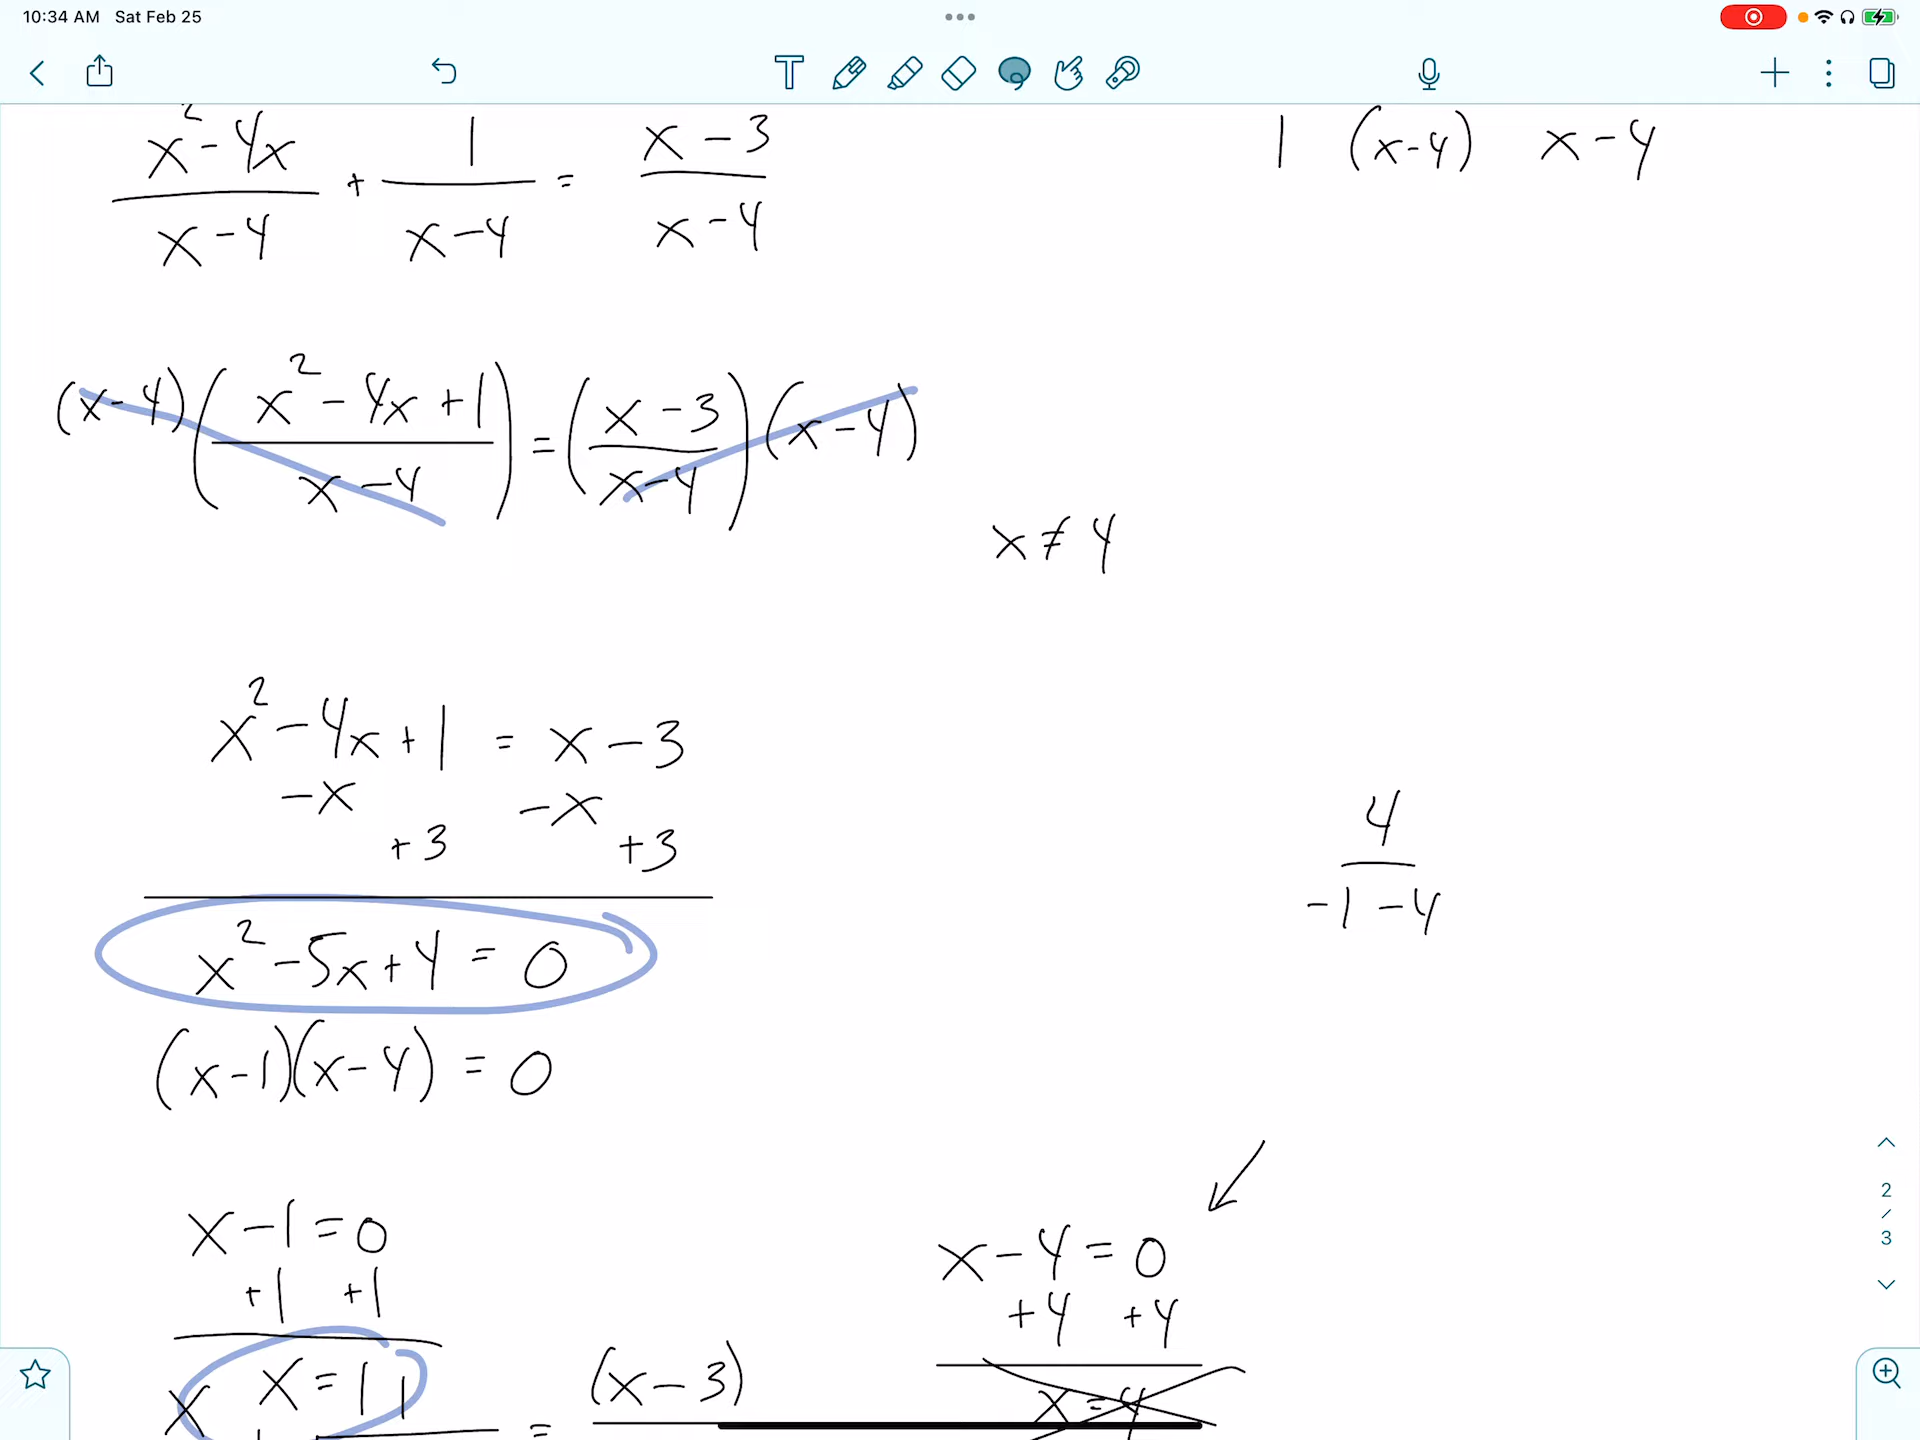 10:34 AM Sat Feb 25
T
(x² - 4x)/(x - 4) + 1/(x - 4) = (x - 3)/(x - 4)
1 (x-4) x - 4
(x - 4)((x² - 4x + 1)/(x - 4)) = ((x - 3)/(x - 4))(x - 4)
x ≠ 4
x² - 4x + 1 = x - 3
-x -x
+3 +3
4/(-1 - 4)
x² - 5x + 4 = 0
(x - 1)(x - 4) = 0
x - 1 = 0
+1 +1
x - 4 = 0
+4 +4
x = 1
x = 4
x 1 = (x - 3)
2
/
3